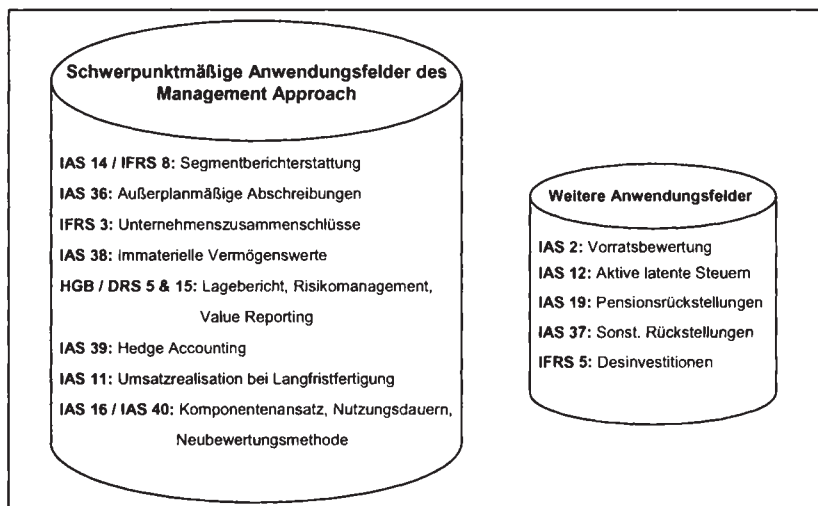 Schwerpunktmäßige Anwendungsfelder des
Management Approach
IAS 14 / IFRS 8: Segmentberichterstattung
IAS 36: Außerplanmäßige Abschreibungen
IFRS 3: Unternehmenszusammenschlüsse
IAS 38: Immaterielle Vermögenswerte
HGB / DRS 5 & 15: Lagebericht, Risikomanagement,
Value Reporting
IAS 39: Hedge Accounting
IAS 11: Umsatzrealisation bei Langfristfertigung
IAS 16 / IAS 40: Komponentenansatz, Nutzungsdauern,
Neubewertungsmethode
Weitere Anwendungsfelder
IAS 2: Vorratsbewertung
IAS 12: Aktive latente Steuern
IAS 19: Pensionsrückstellungen
IAS 37: Sonst. Rückstellungen
IFRS 5: Desinvestitionen